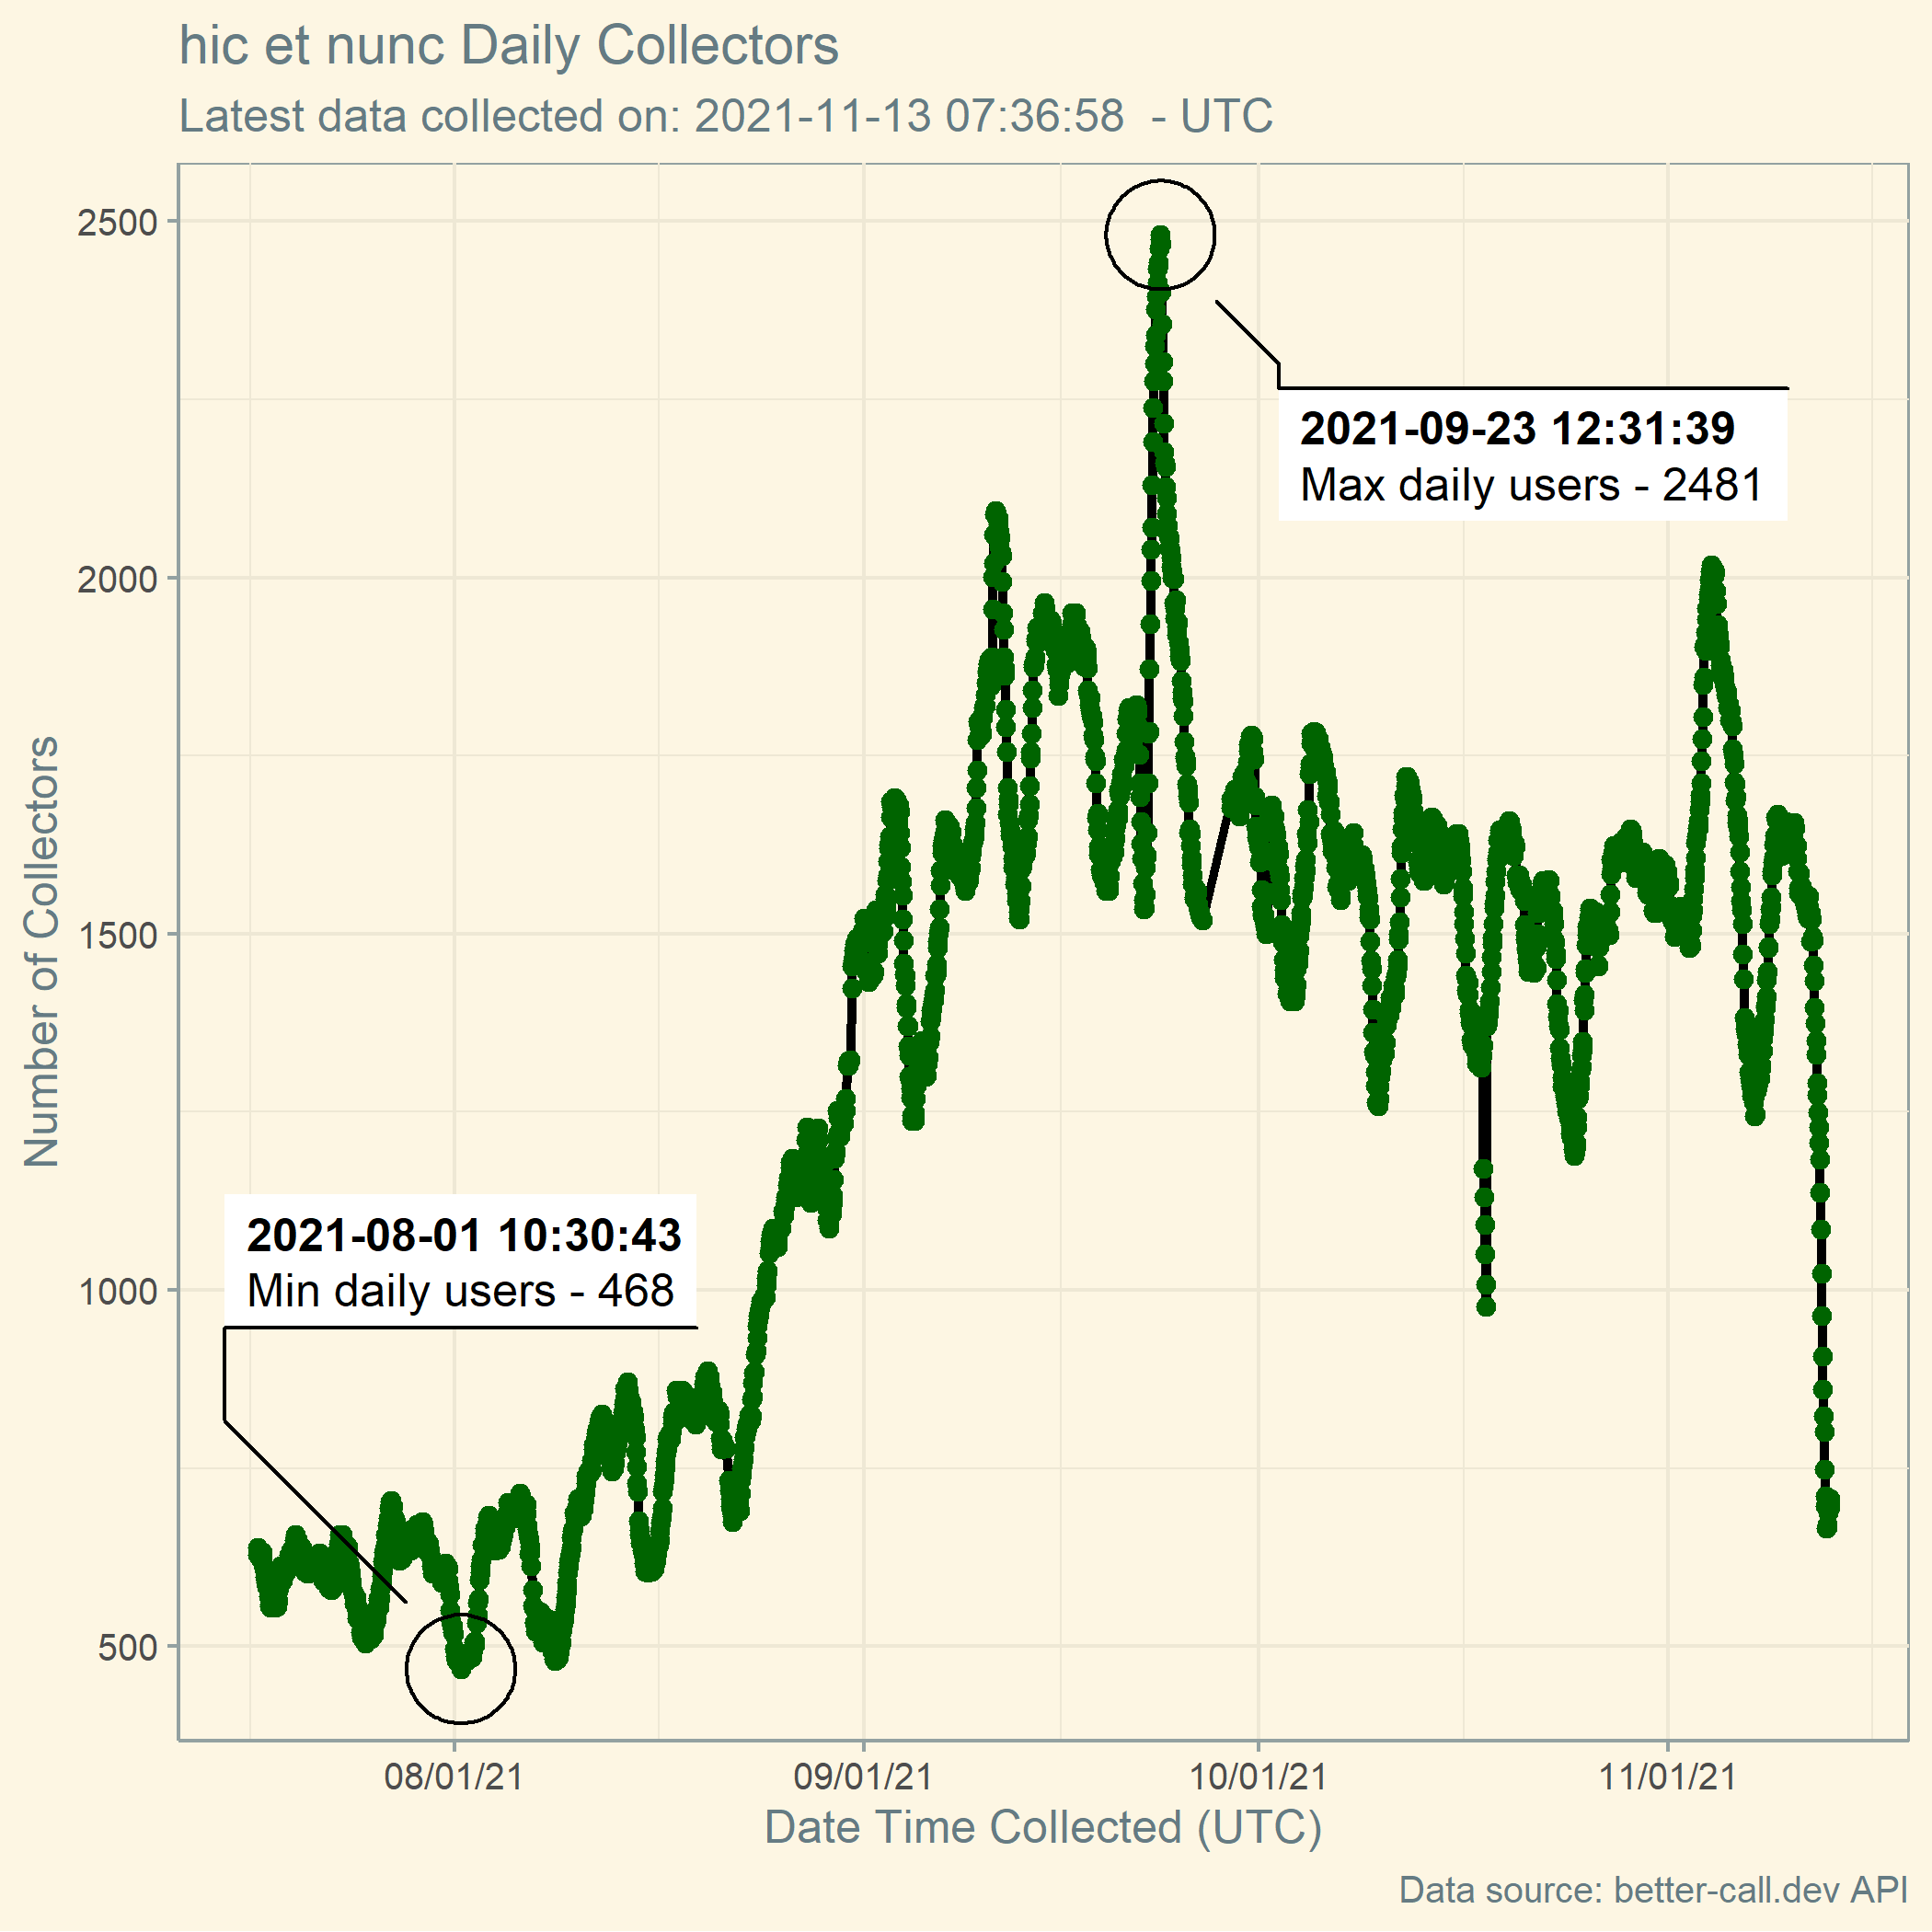 hic et nunc Daily Collectors
Latest data collected on: 2021-11-13 07:36:58  - UTC
Number of Collectors
2500
2000
1500
1000
500
2021-09-23 12:31:39
Max daily users - 2481
2021-08-01 10:30:43
Min daily users - 468
08/01/21
09/01/21
10/01/21
11/01/21
Date Time Collected (UTC)
Data source: better-call.dev API